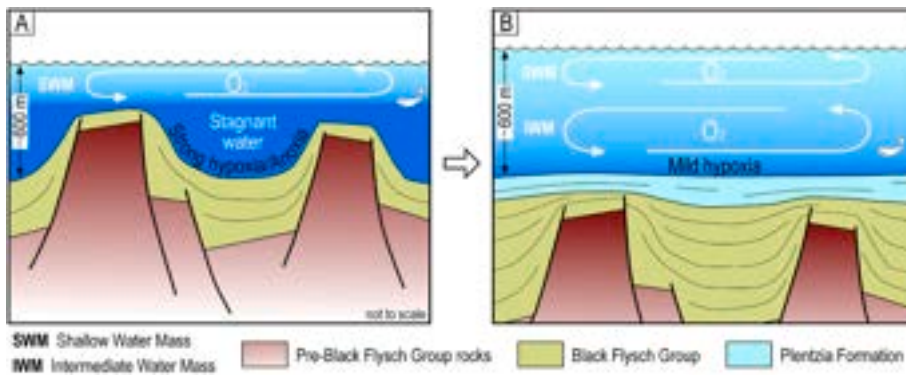 A
SWM
O2
~600 m
Stagnant
water
Strong hypoxia/Anoxia
not to scale
B
SWM
O2
~600 m
IWM
O2
Mild hypoxia
SWM Shallow Water Mass
IWM Intermediate Water Mass
Pre-Black Flysch Group rocks
Black Flysch Group
Plentzia Formation